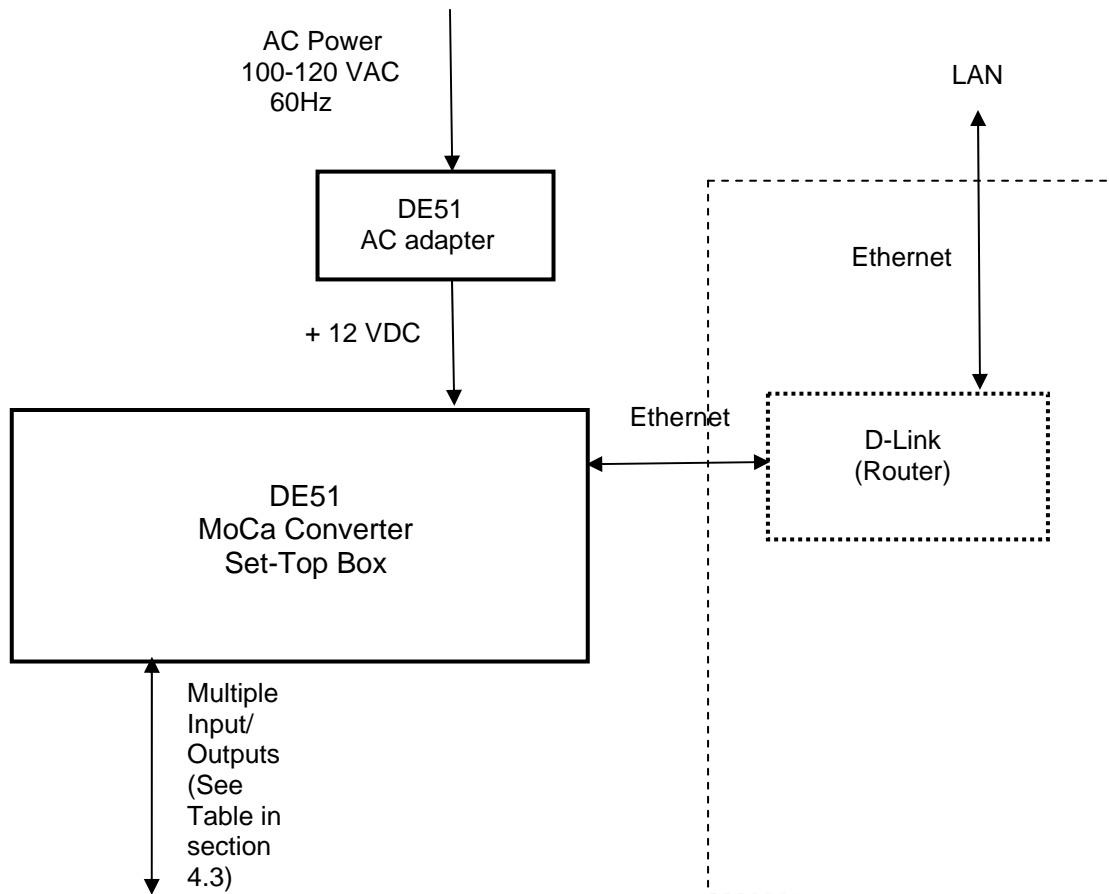 AC Power
100-120 VAC
60Hz
LAN
DE51
AC adapter
Ethernet
+ 12 VDC
Ethernet
D-Link
(Router)
DE51
MoCa Converter
Set-Top Box
Multiple
Input/
Outputs
(See
Table in
section
4.3)